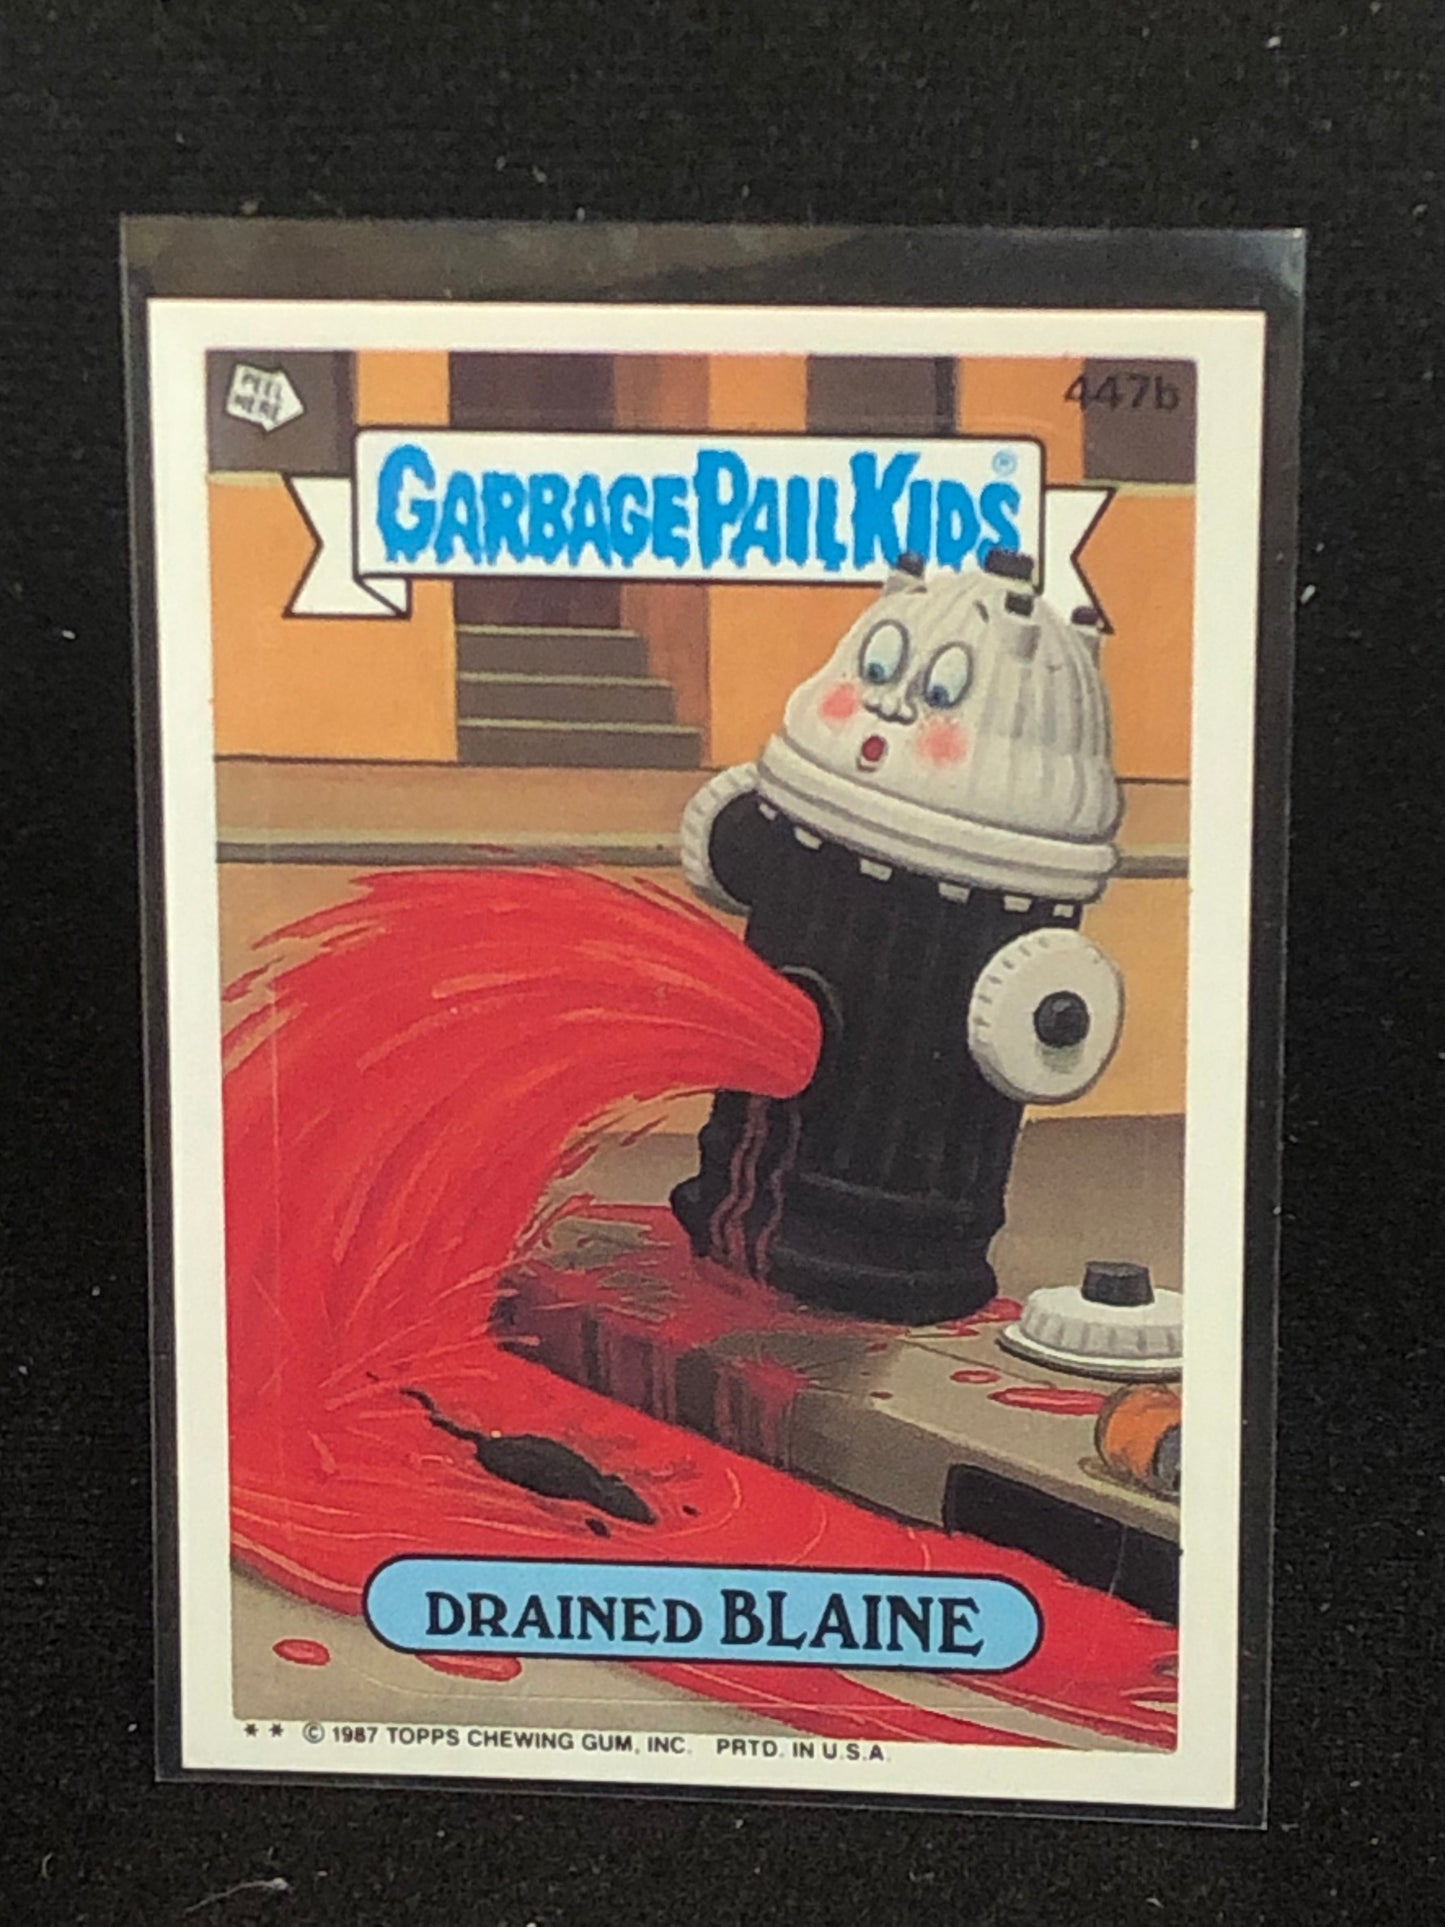 PEEL
HERE
447b
GARBAGE PAIL KIDS ®
DRAINED BLAINE
* * © 1987 TOPPS CHEWING GUM, INC. PRTD. IN U.S.A.